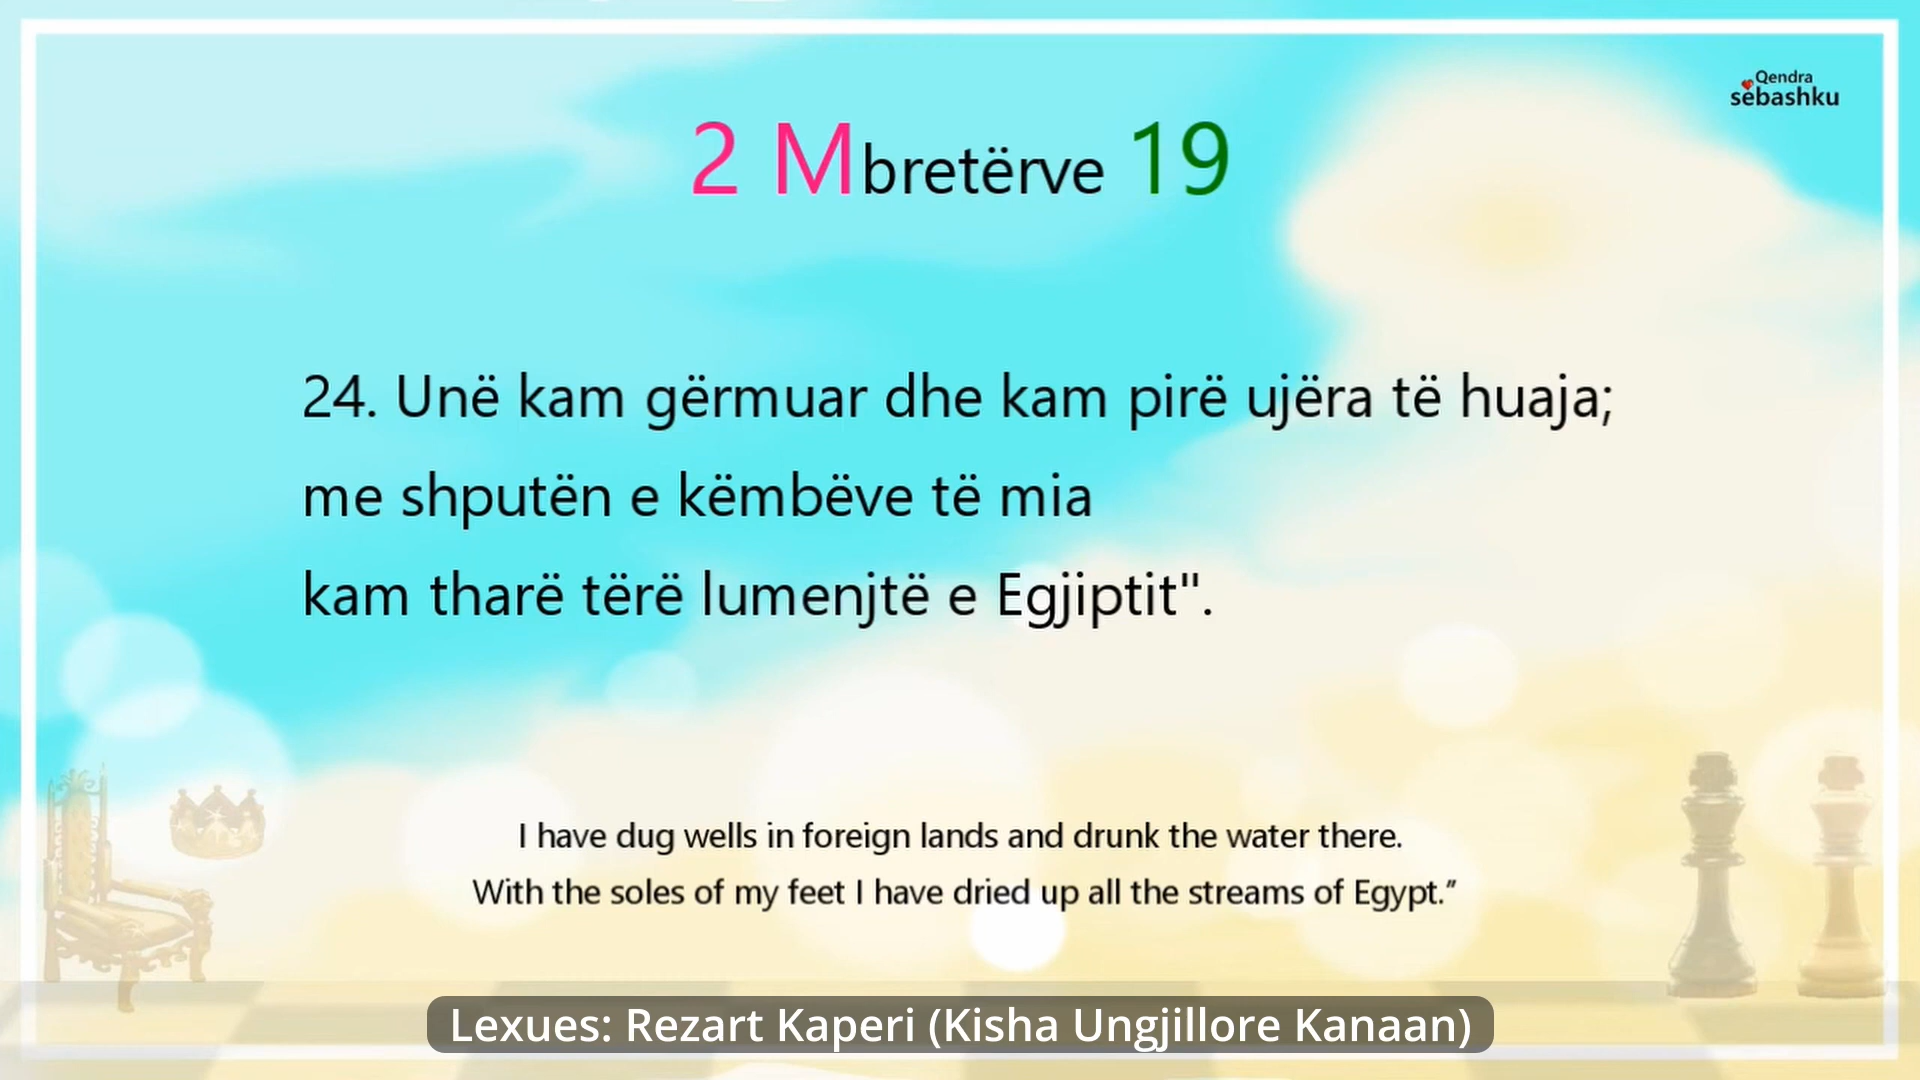 Qendra
sëbashku
2 Mbretërve 19
24. Unë kam gërmuar dhe kam pirë ujëra të huaja;
me shputën e këmbëve të mia
kam tharë tërë lumenjtë e Egjiptit".
I have dug wells in foreign lands and drunk the water there.
With the soles of my feet I have dried up all the streams of Egypt.”
Lexues: Rezart Kaperi (Kisha Ungjillore Kanaan)